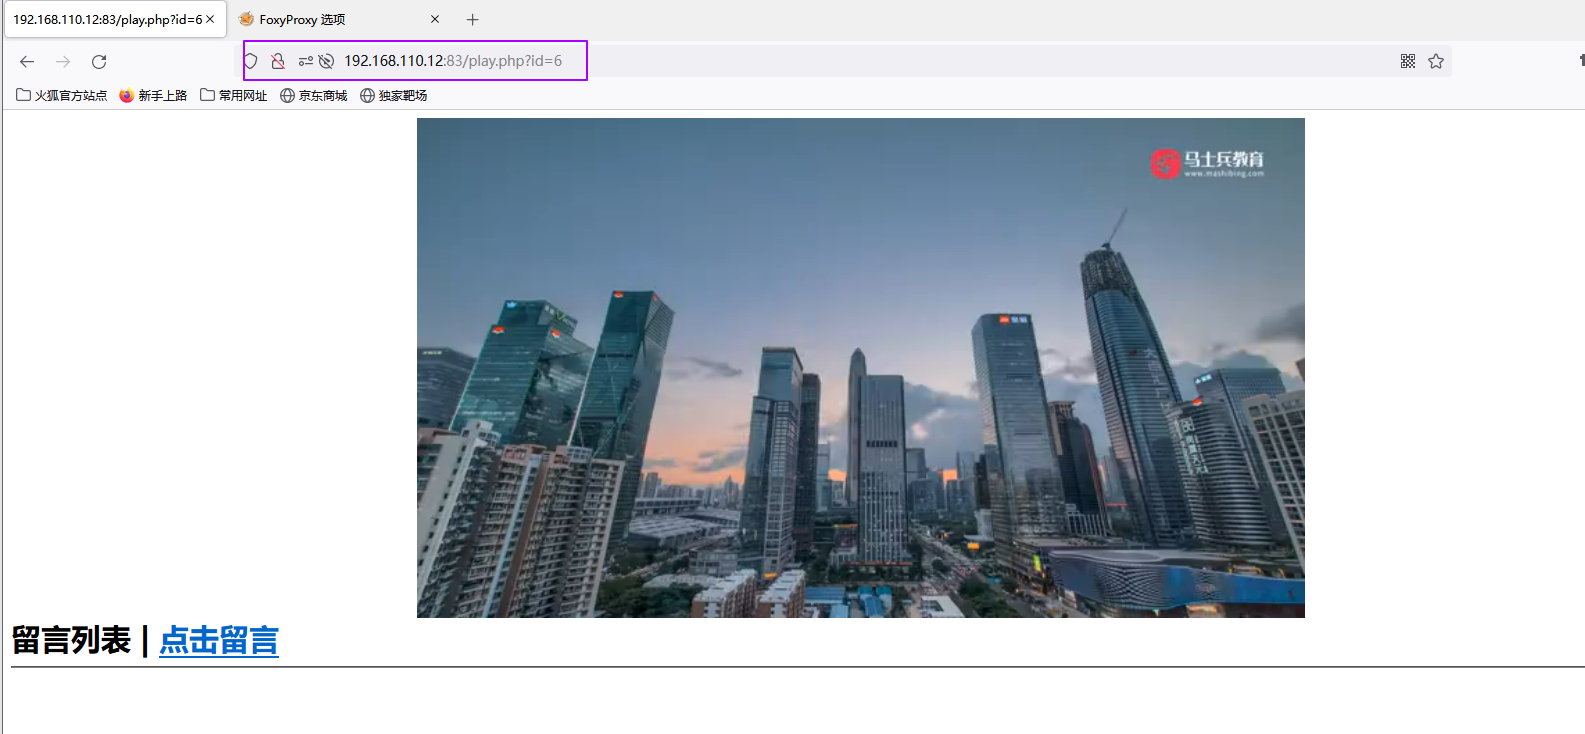 192.168.110.12:83/play.php?id=6
FoxyProxy 选项
192.168.110.12:83/play.php?id=6
火狐官方站点 新手上路 常用网址 京东商城 独家靶场
马士兵教育
www.mashibing.com
留言列表 | 点击留言